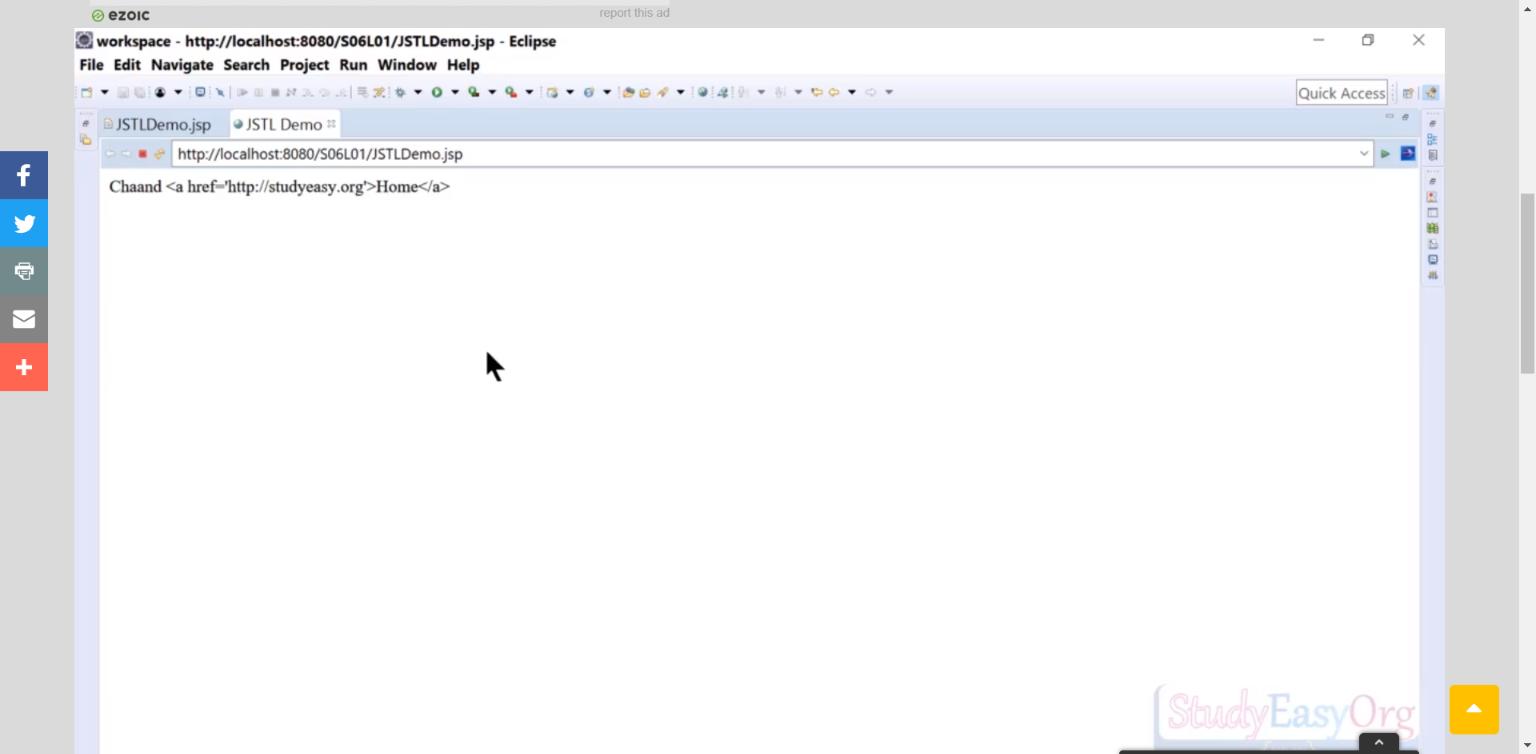 ezoic
report this ad
workspace - http://localhost:8080/S06L01/JSTLDemo.jsp - Eclipse
File Edit Navigate Search Project Run Window Help
Quick Access
JSTLDemo.jsp
JSTL Demo
http://localhost:8080/S06L01/JSTLDemo.jsp
Chaand <a href='http://studyeasy.org'>Home</a>
StudyEasyOrg